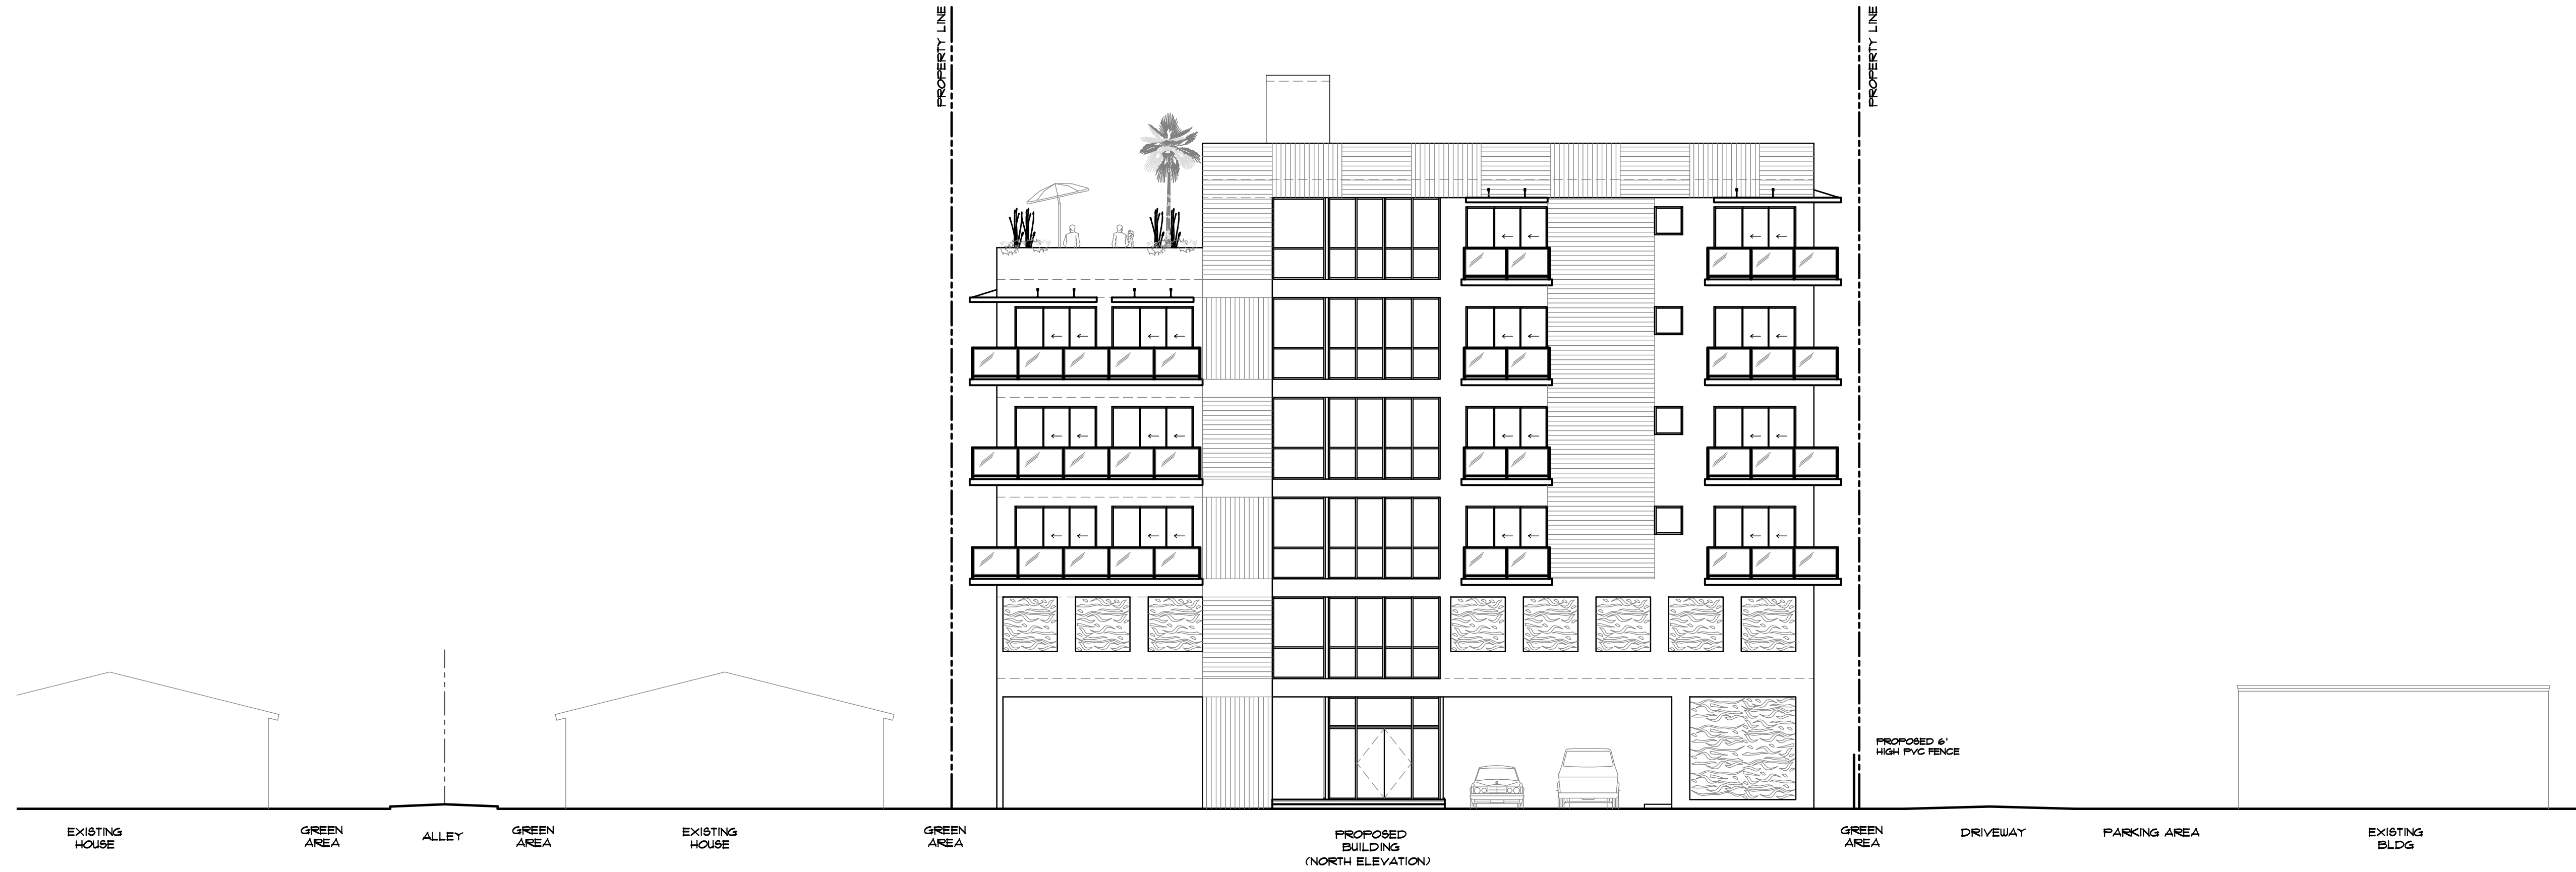 PROPERTY LINE
PROPERTY LINE
PROPOSED 6'
HIGH PVC FENCE
EXISTING
HOUSE
GREEN
AREA
ALLEY
GREEN
AREA
EXISTING
HOUSE
GREEN
AREA
PROPOSED
BUILDING
(NORTH ELEVATION)
GREEN
AREA
DRIVEWAY
PARKING AREA
EXISTING
BLDG